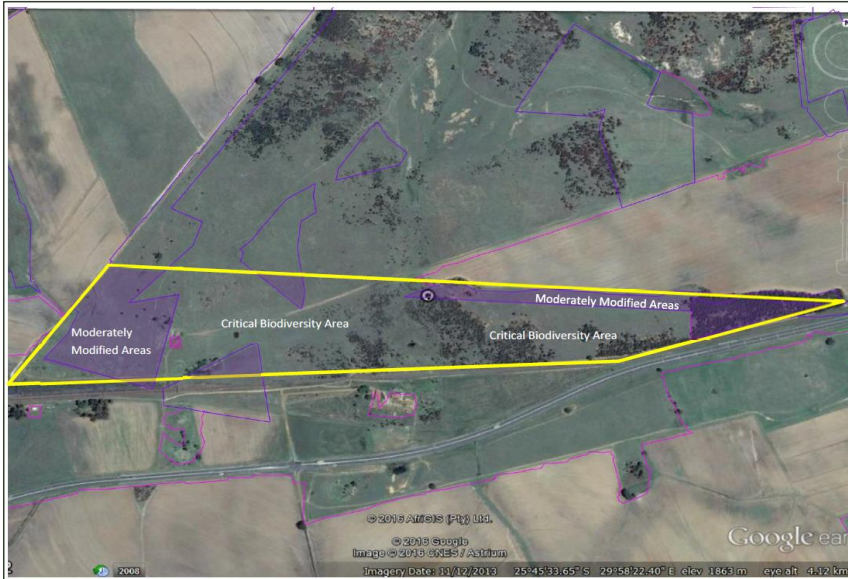 Moderately Modified Areas
Critical Biodiversity Area
Critical Biodiversity Area
Moderately
Modified Areas
© 2016 AfriGIS (Pty) Ltd.
© 2016 Google
Image © 2016 CNES / Astrium
Google ear
2008
Imagery Date: 11/12/2013 25°45'33.65" S 29°58'22.40" E elev 1863 m eye alt 4.12 km